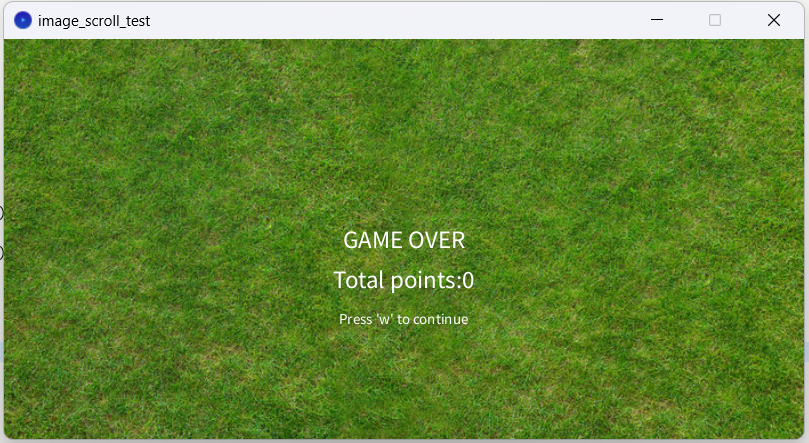 image_scroll_test
GAME OVER
Total points:0
Press 'w' to continue